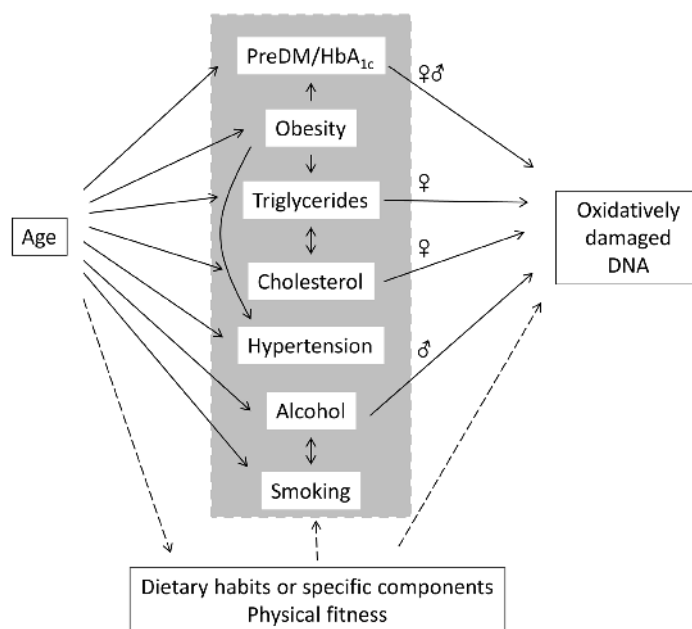 PreDM/HbA₁c
♀♂
Obesity
Triglycerides
♀
Age
Oxidatively
damaged
DNA
♀
Cholesterol
Hypertension
♂
Alcohol
Smoking
Dietary habits or specific components
Physical fitness